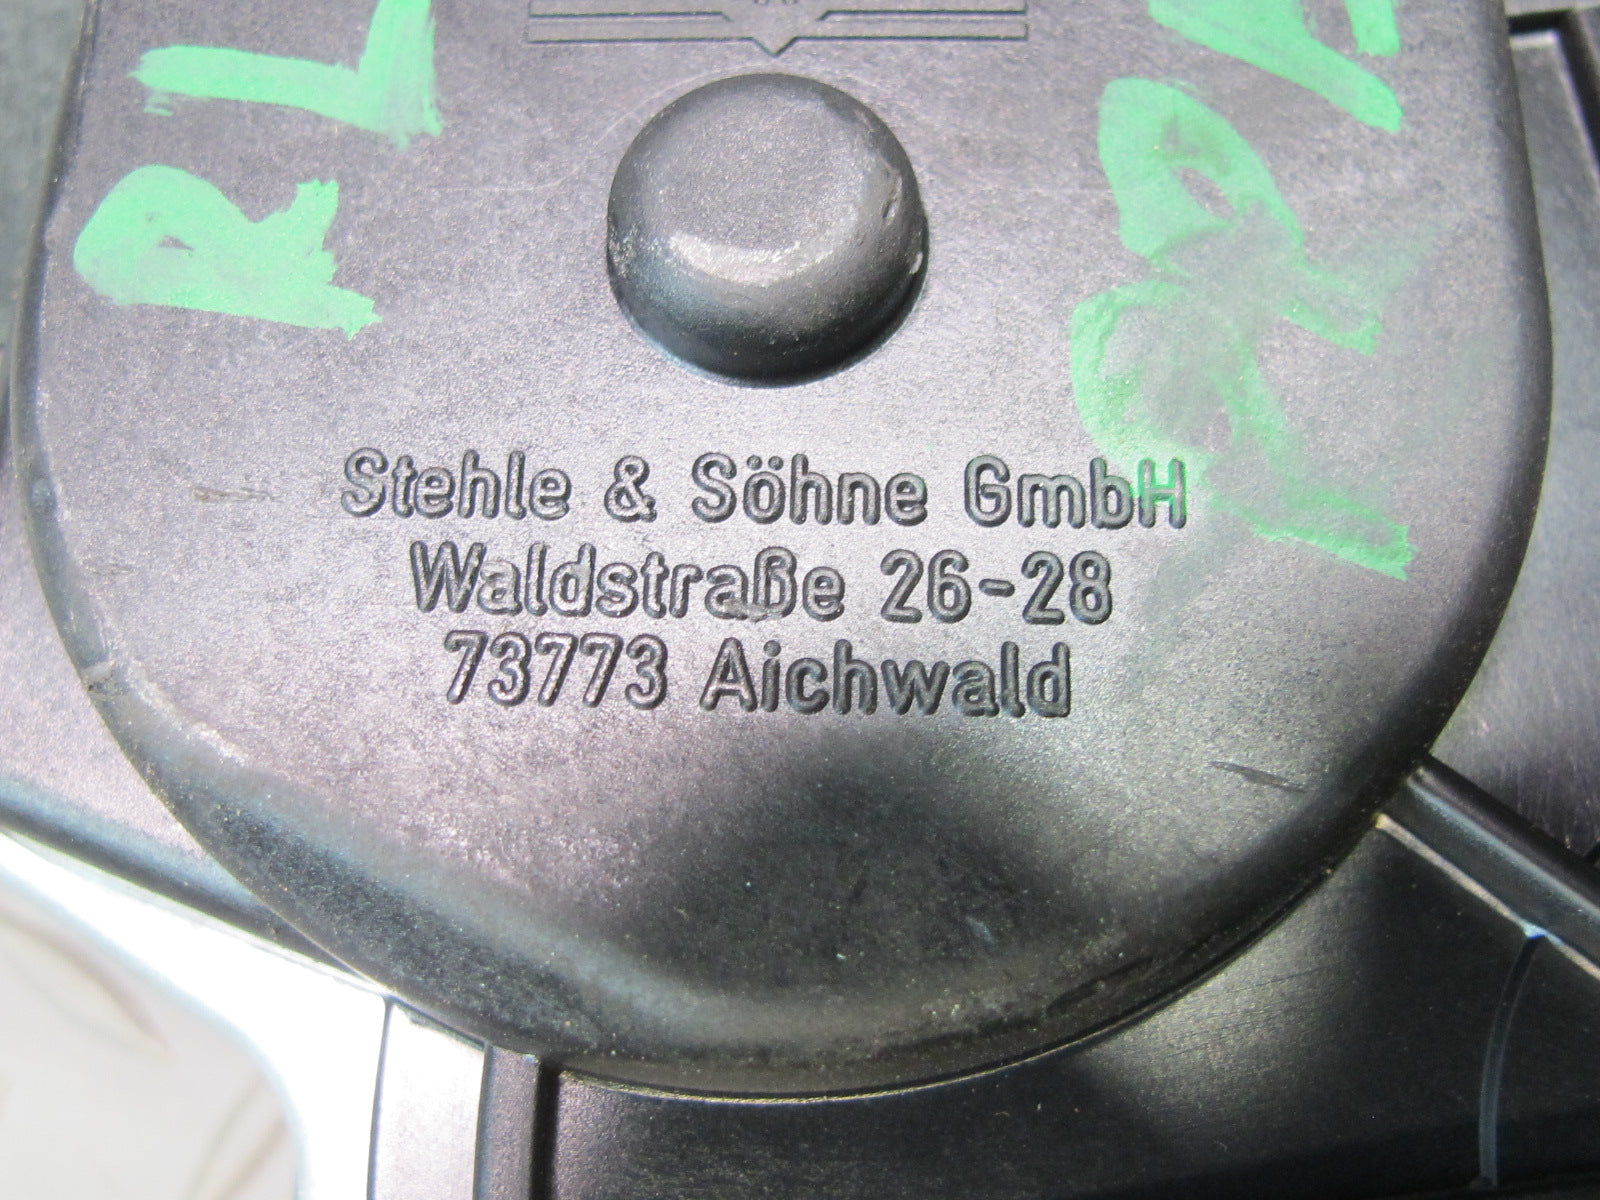 RL
Stehle & Söhne GmbH
Waldstraße 26-28
73773 Aichwald